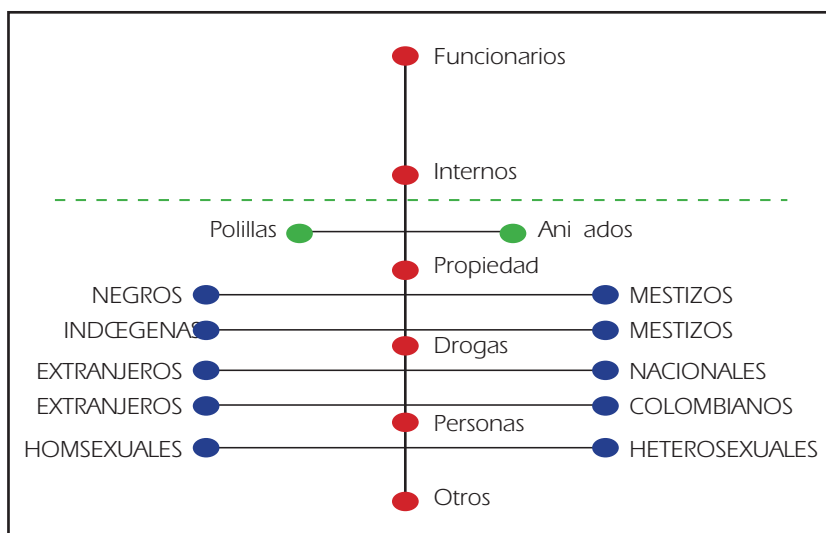 Funcionarios
Internos
Polillas Ani ados
Propiedad
NEGROS MESTIZOS
INDŒGENAS MESTIZOS
Drogas
EXTRANJEROS NACIONALES
EXTRANJEROS COLOMBIANOS
Personas
HOMSEXUALES HETEROSEXUALES
Otros